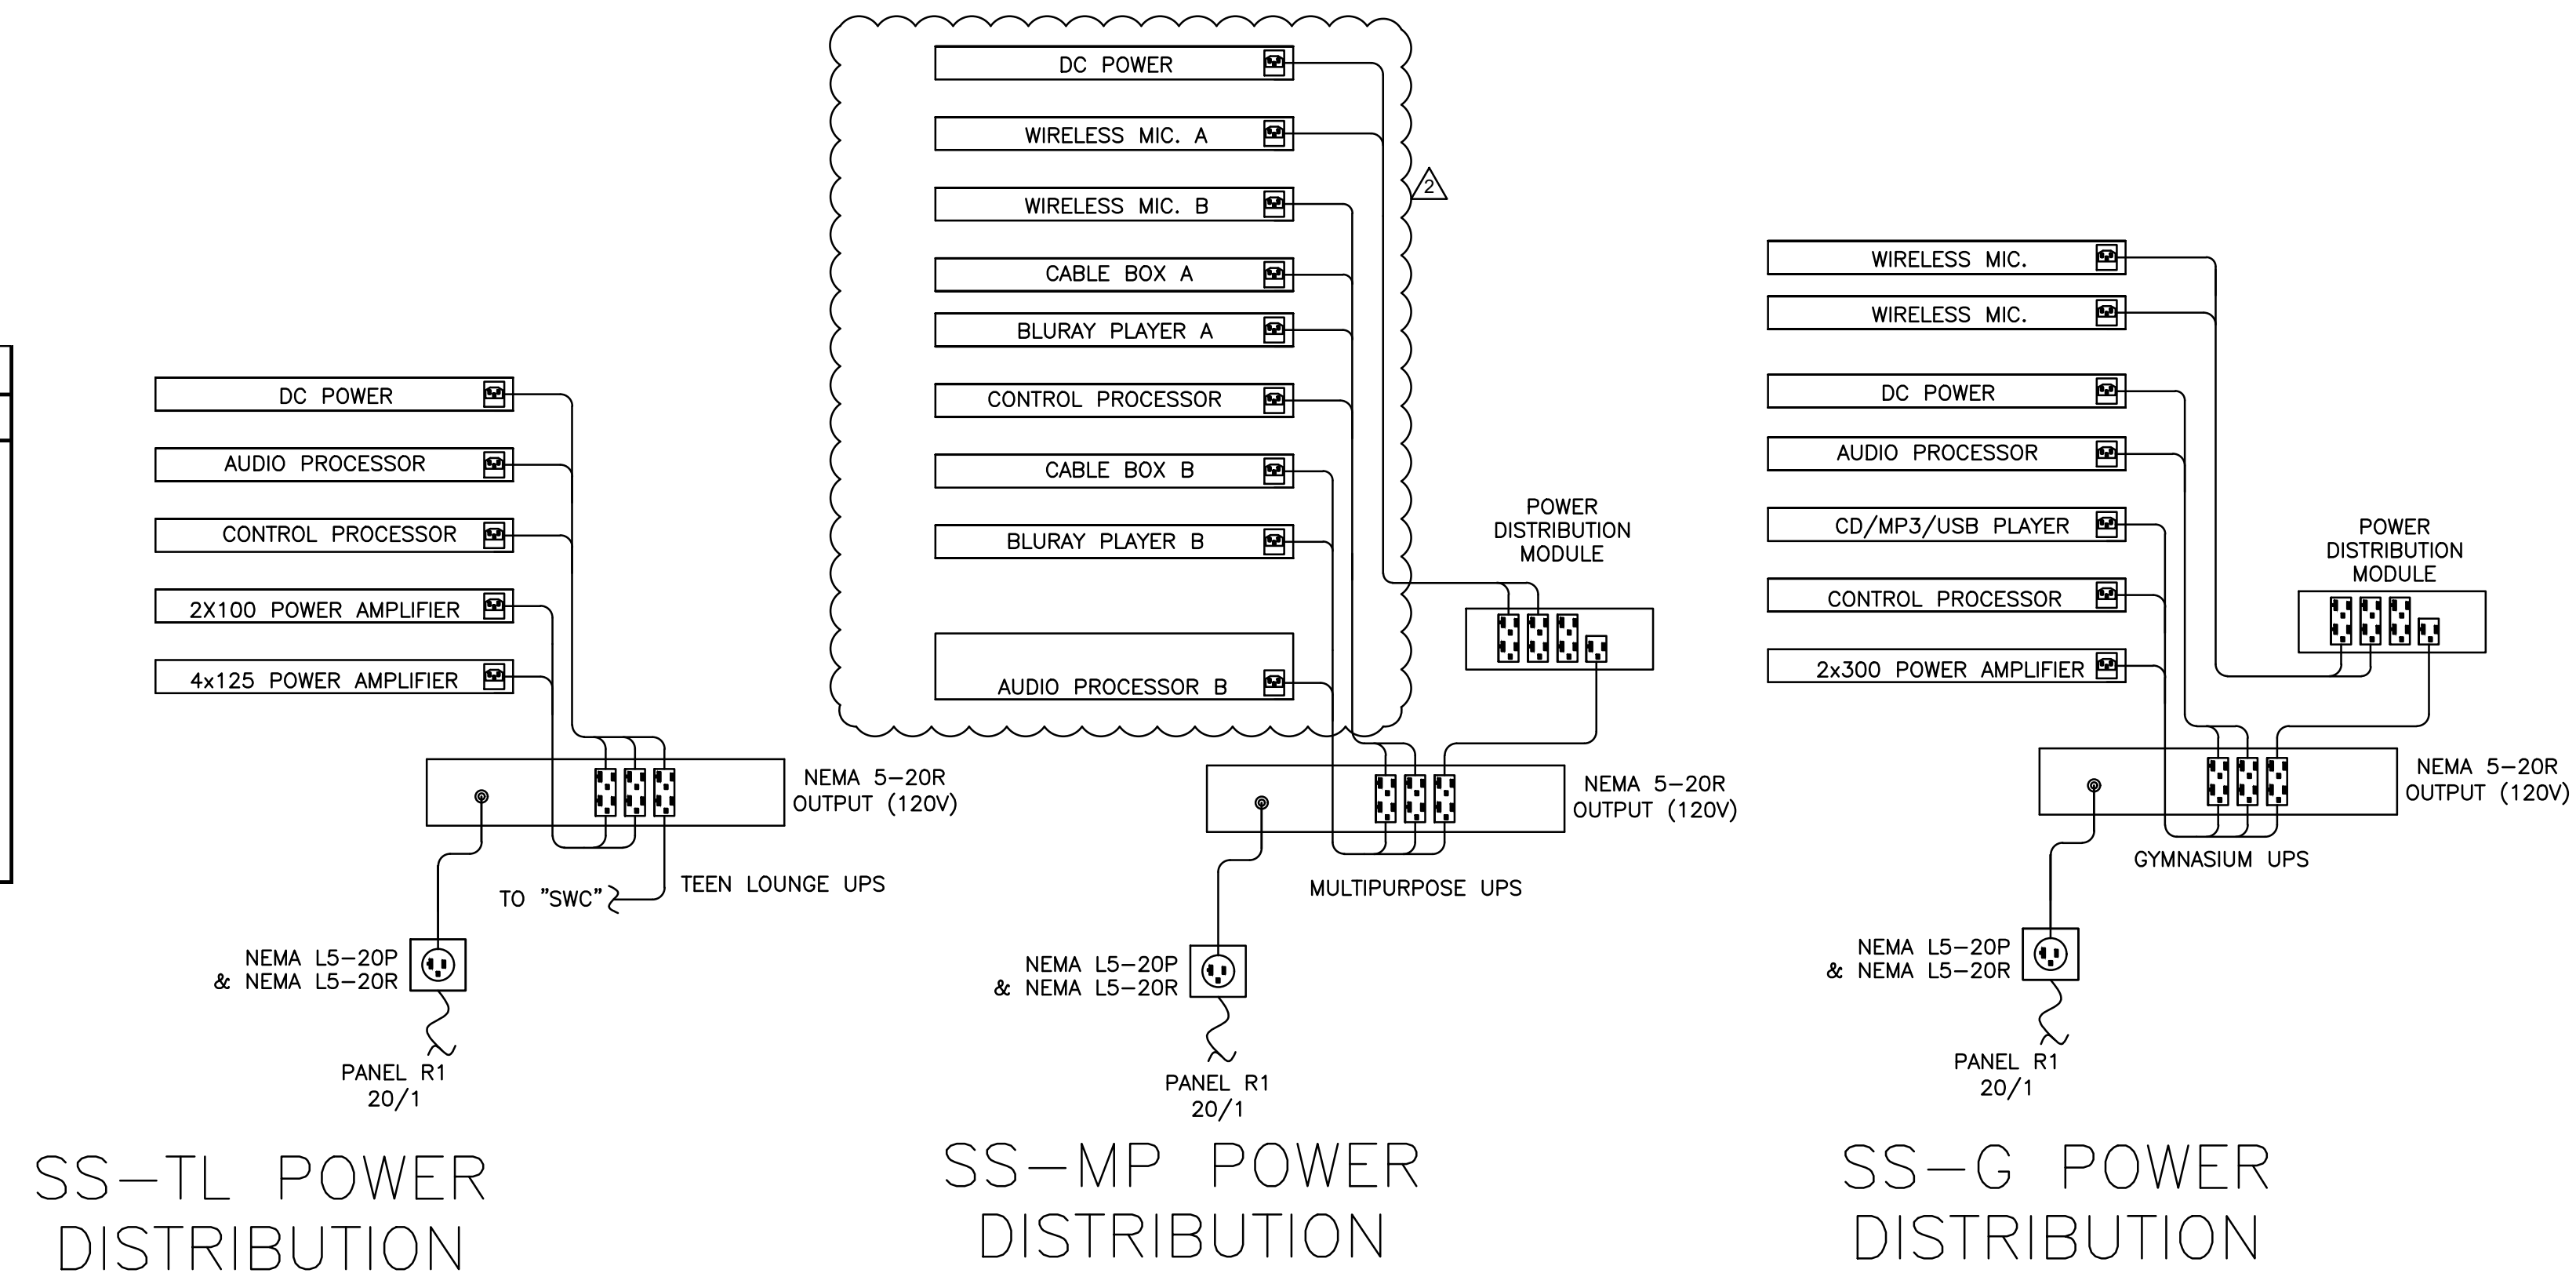 DC POWER
AUDIO PROCESSOR
CONTROL PROCESSOR
2X100 POWER AMPLIFIER
4x125 POWER AMPLIFIER
NEMA 5-20R
OUTPUT (120V)
TO "SWC"
TEEN LOUNGE UPS
NEMA L5-20P
& NEMA L5-20R
PANEL R1
20/1
SS-TL POWER
DISTRIBUTION
DC POWER
WIRELESS MIC. A
WIRELESS MIC. B
2
CABLE BOX A
BLURAY PLAYER A
CONTROL PROCESSOR
CABLE BOX B
BLURAY PLAYER B
AUDIO PROCESSOR B
POWER
DISTRIBUTION
MODULE
NEMA 5-20R
OUTPUT (120V)
MULTIPURPOSE UPS
NEMA L5-20P
& NEMA L5-20R
PANEL R1
20/1
SS-MP POWER
DISTRIBUTION
WIRELESS MIC.
WIRELESS MIC.
DC POWER
AUDIO PROCESSOR
CD/MP3/USB PLAYER
CONTROL PROCESSOR
2x300 POWER AMPLIFIER
POWER
DISTRIBUTION
MODULE
NEMA 5-20R
OUTPUT (120V)
GYMNASIUM UPS
NEMA L5-20P
& NEMA L5-20R
PANEL R1
20/1
SS-G POWER
DISTRIBUTION